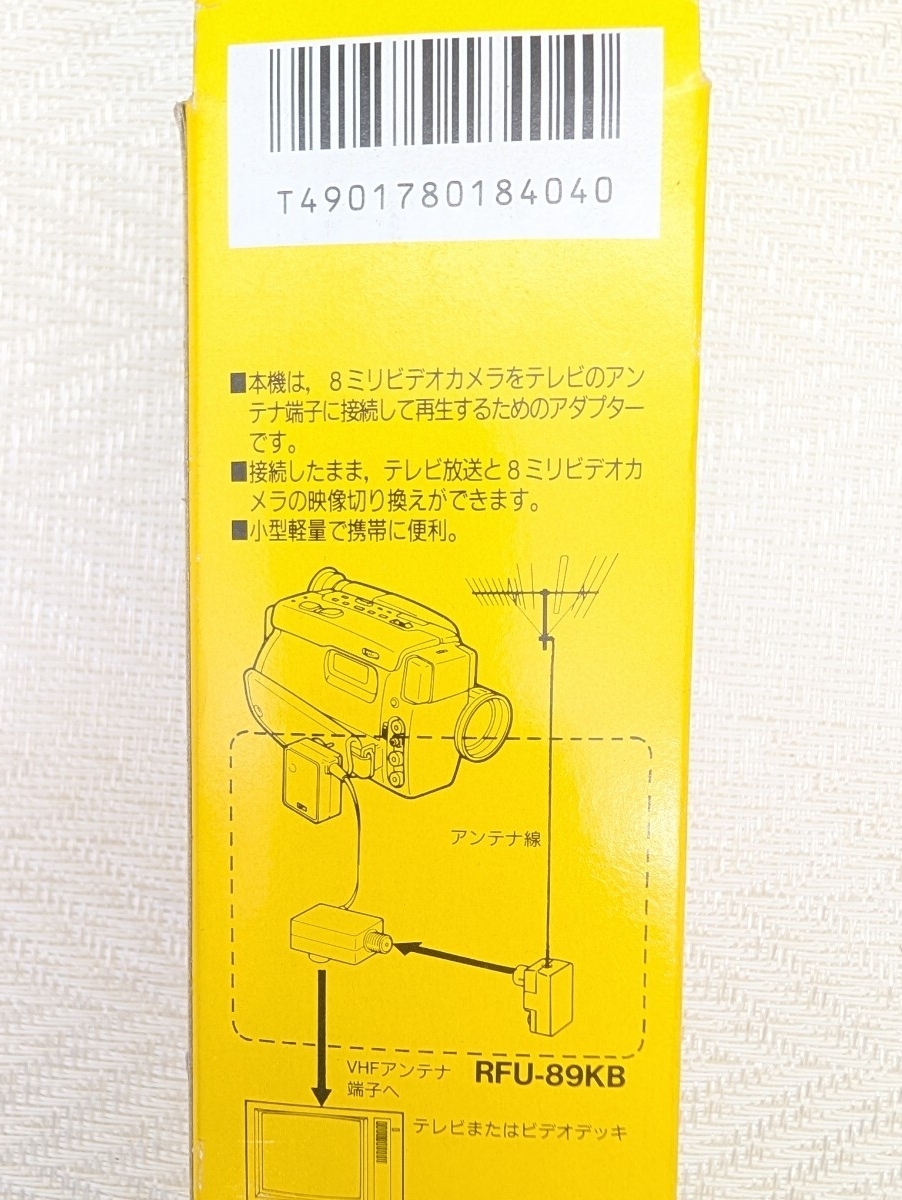 T4901780184040
■本機は，8ミリビデオカメラをテレビのアン
テナ端子に接続して再生するためのアダプター
です。
■接続したまま，テレビ放送と8ミリビデオカ
メラの映像切り換えができます。
■小型軽量で携帯に便利。
アンテナ線
VHFアンテナ
端子へ
RFU-89KB
テレビまたはビデオデッキ